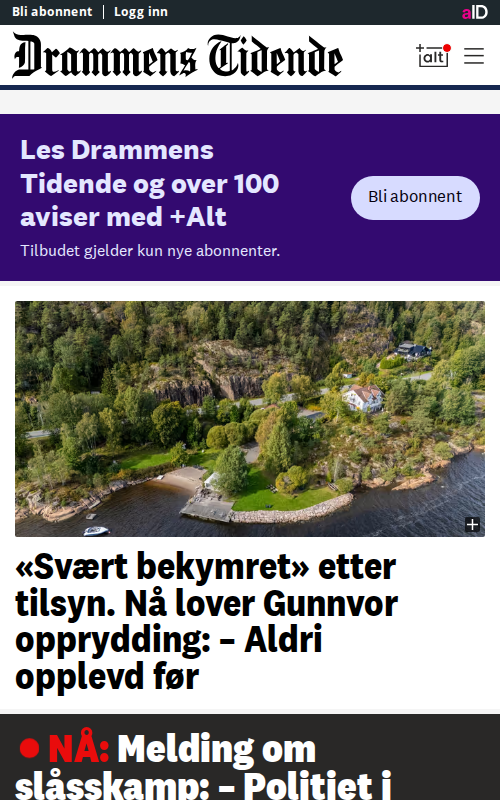 Bli abonnent | Logg inn
aID
Drammens Tidende
+alt
Les Drammens
Tidende og over 100
aviser med +Alt
Bli abonnent
Tilbudet gjelder kun nye abonnenter.
«Svært bekymret» etter
tilsyn. Nå lover Gunnvor
opprydding: – Aldri
opplevd før
NÅ: Melding om
slåsskamp: – Politiet i